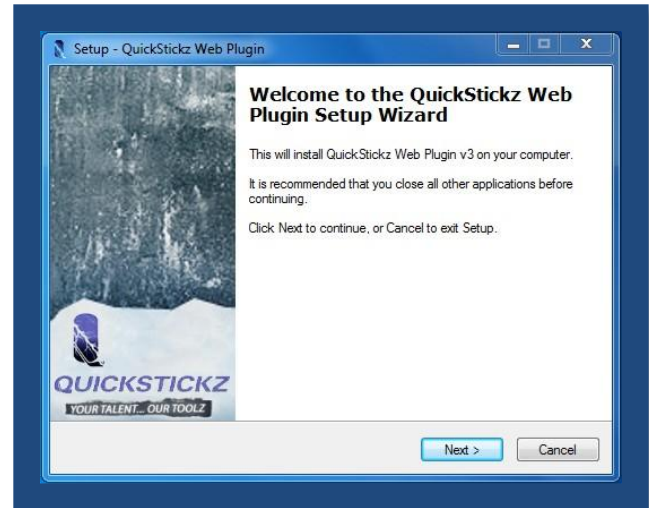 Setup - QuickStickz Web Plugin
Welcome to the QuickStickz Web
Plugin Setup Wizard
This will install QuickStickz Web Plugin v3 on your computer.
It is recommended that you close all other applications before
continuing.
Click Next to continue, or Cancel to exit Setup.
QUICKSTICKZ
YOUR TALENT... OUR TOOLZ
Next >
Cancel